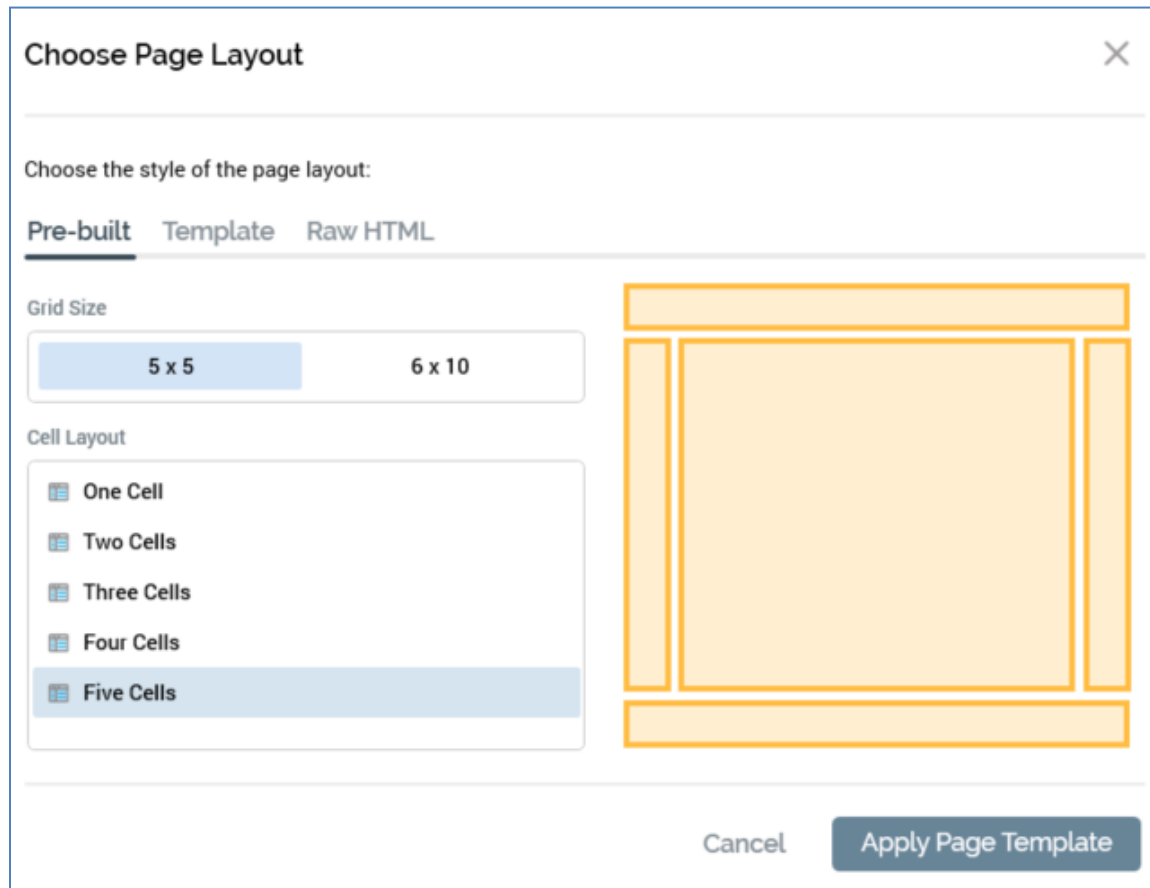 Choose Page Layout
Choose the style of the page layout:
Pre-built Template Raw HTML
Grid Size
5 x 5 6 x 10
Cell Layout
One Cell
Two Cells
Three Cells
Four Cells
Five Cells
Cancel Apply Page Template